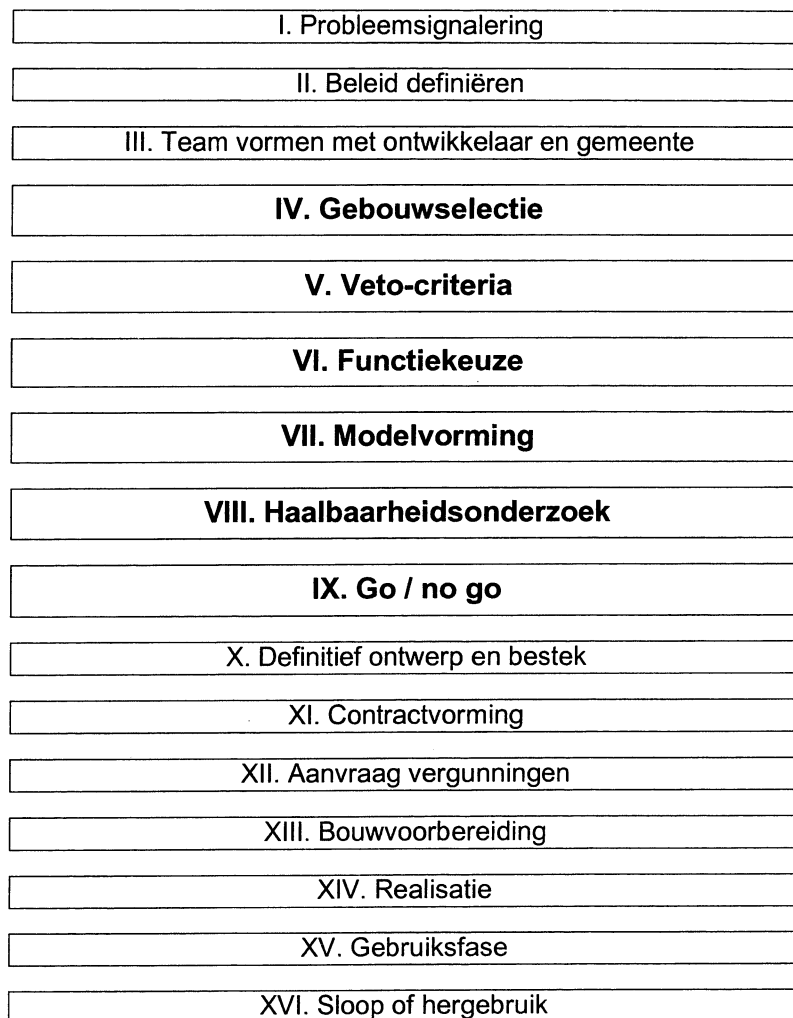 I. Probleemsignalering
II. Beleid definiëren
III. Team vormen met ontwikkelaar en gemeente
IV. Gebouwselectie
V. Veto-criteria
VI. Functiekeuze
VII. Modelvorming
VIII. Haalbaarheidsonderzoek
IX. Go / no go
X. Definitief ontwerp en bestek
XI. Contractvorming
XII. Aanvraag vergunningen
XIII. Bouwvoorbereiding
XIV. Realisatie
XV. Gebruiksfase
XVI. Sloop of hergebruik